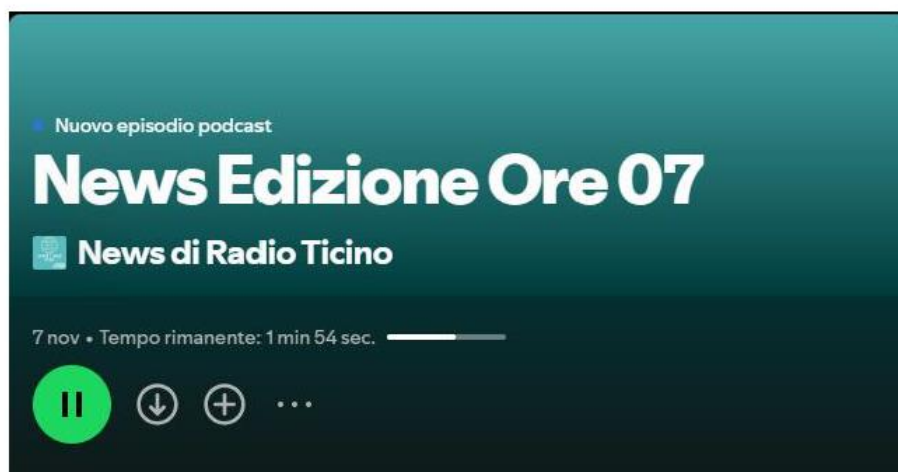 Nuovo episodio podcast
News Edizione Ore 07
News di Radio Ticino
7 nov • Tempo rimanente: 1 min 54 sec.